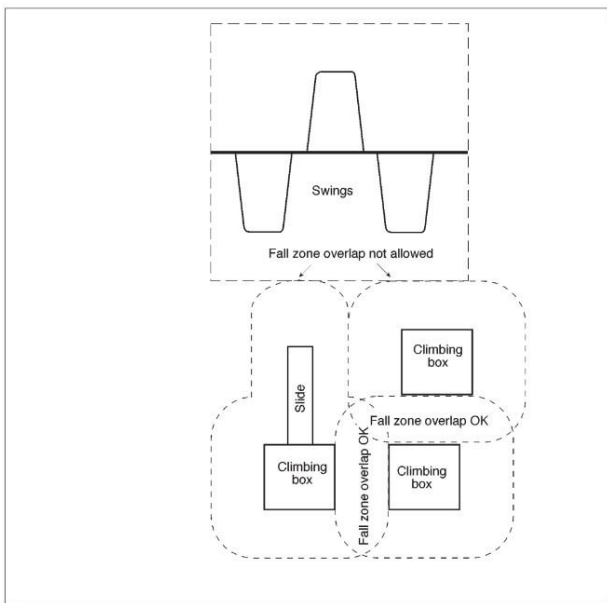 Swings
Fall zone overlap not allowed
Climbing
box
Slide
Fall zone overlap OK
Climbing
box
Fall zone overlap OK
Climbing
box